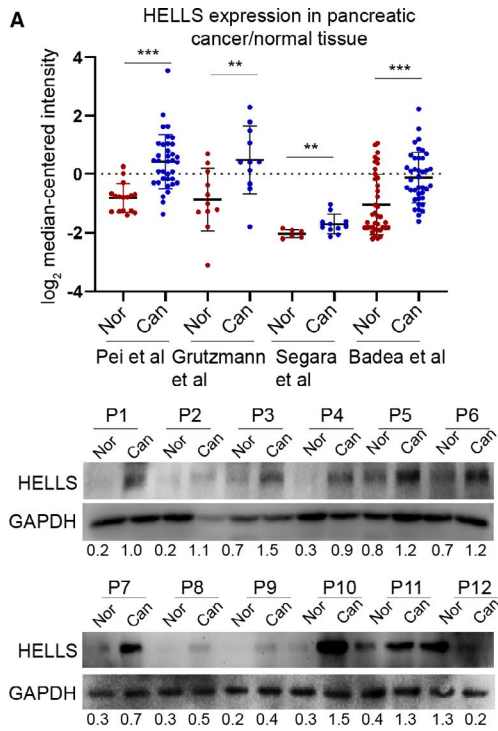 A
HELLS expression in pancreatic
cancer/normal tissue
log2 median-centered intensity
4
2
0
-2
-4
*** ** ** ***
Nor Can Nor Can Nor Can Nor Can
Pei et al Grutzmann et al Segara et al Badea et al
P1 P2 P3 P4 P5 P6
Nor Can Nor Can Nor Can Nor Can Nor Can Nor Can
HELLS
GAPDH
0.2 1.0 0.2 1.1 0.7 1.5 0.3 0.9 0.8 1.2 0.7 1.2
P7 P8 P9 P10 P11 P12
Nor Can Nor Can Nor Can Nor Can Nor Can Nor Can
HELLS
GAPDH
0.3 0.7 0.3 0.5 0.2 0.4 0.3 1.5 0.4 1.3 1.3 0.2